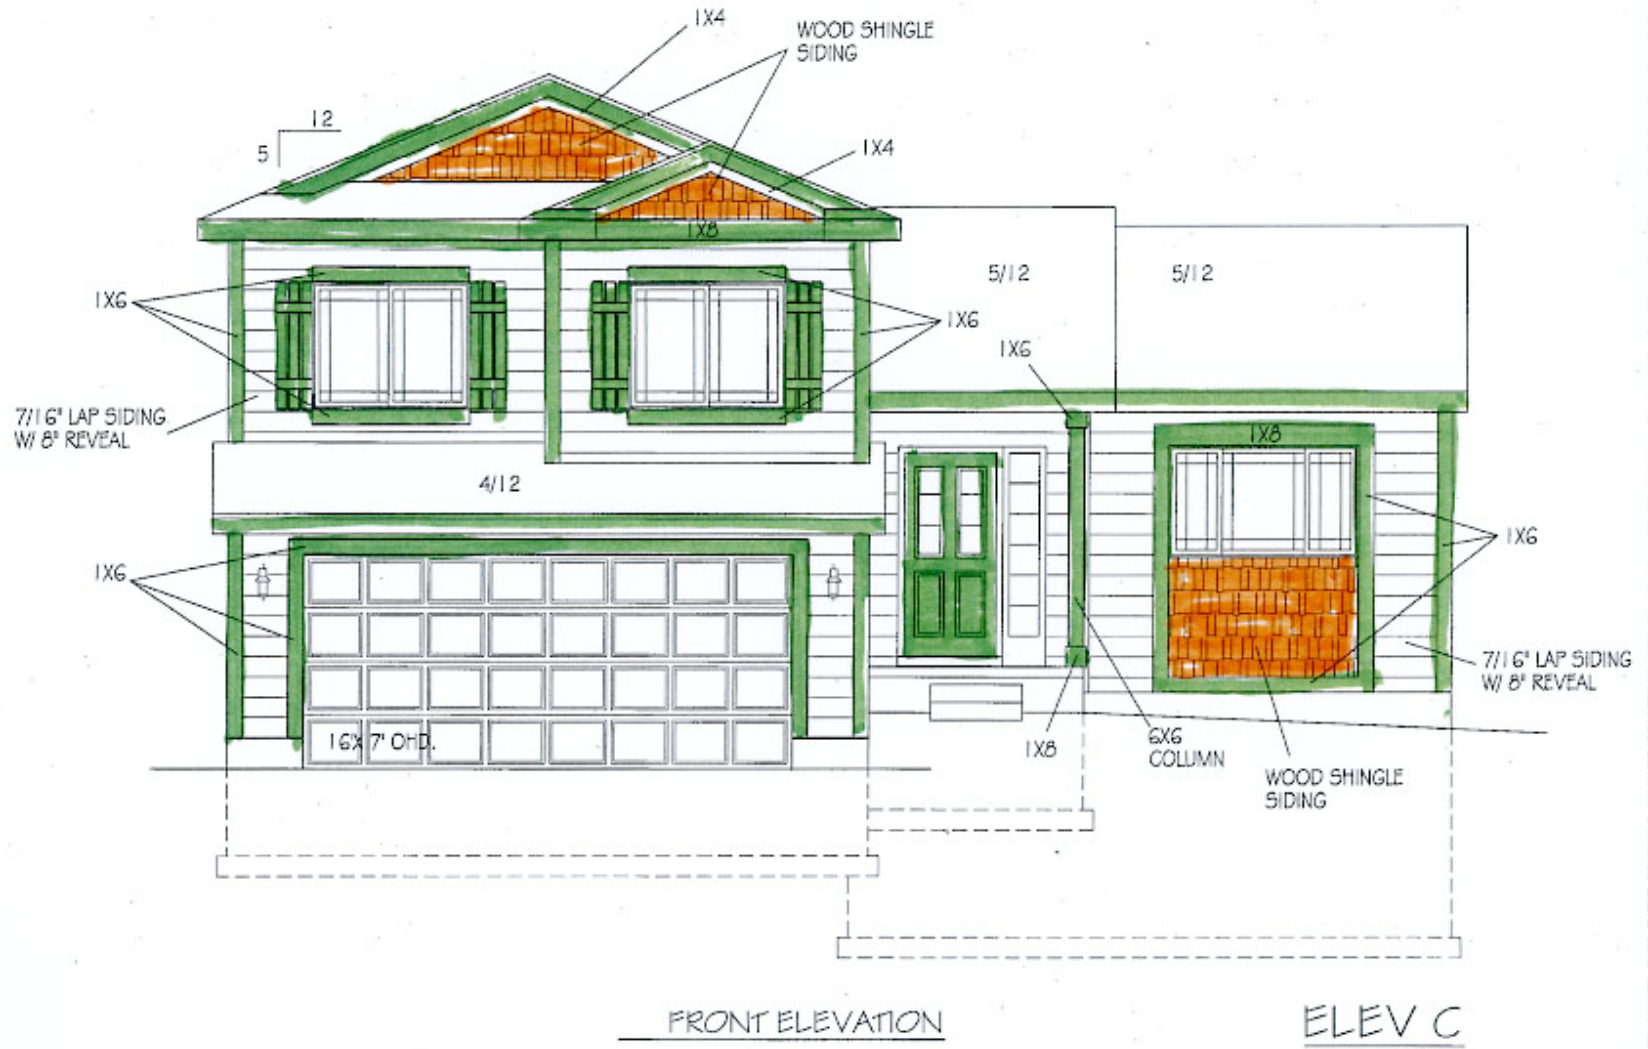 1X4
WOOD SHINGLE
SIDING
12
5
1X4
1X8
5/12
5/12
1X6
1X6
1X6
7/16" LAP SIDING
W/ 8" REVEAL
1X8
4/12
1X6
1X6
7/16" LAP SIDING
W/ 8" REVEAL
16'X 7' OHD.
1X8
6X6
COLUMN
WOOD SHINGLE
SIDING
FRONT ELEVATION
ELEV C